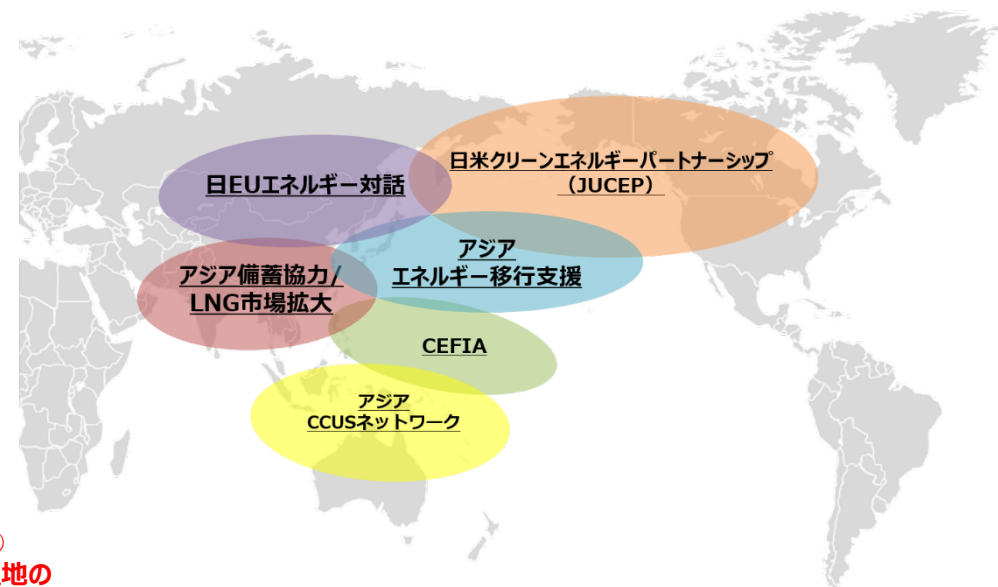 日米クリーンエネルギーパートナーシップ
（JUCEP）
日EUエネルギー対話
アジア
エネルギー移行支援
アジア備蓄協力/
LNG市場拡大
CEFIA
アジア
CCUSネットワーク
）
地の